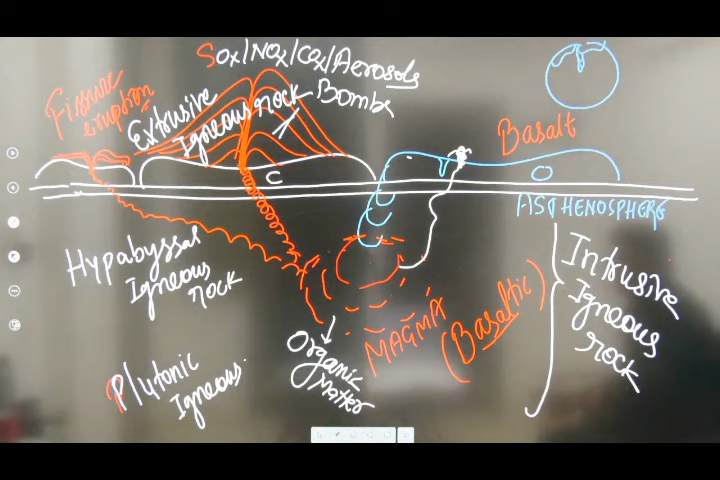 SOx/NOx/COx/Aerosols
Bombs
Fissure
eruption
Extrusive
Igneous rock
Basalt
C
O
ASTHENOSPHERE
Hypabyssal
Igneous
rock
Plutonic
Igneous
Organic
Matter
MAGMA
(Basaltic)
Intrusive
Igneous
rock